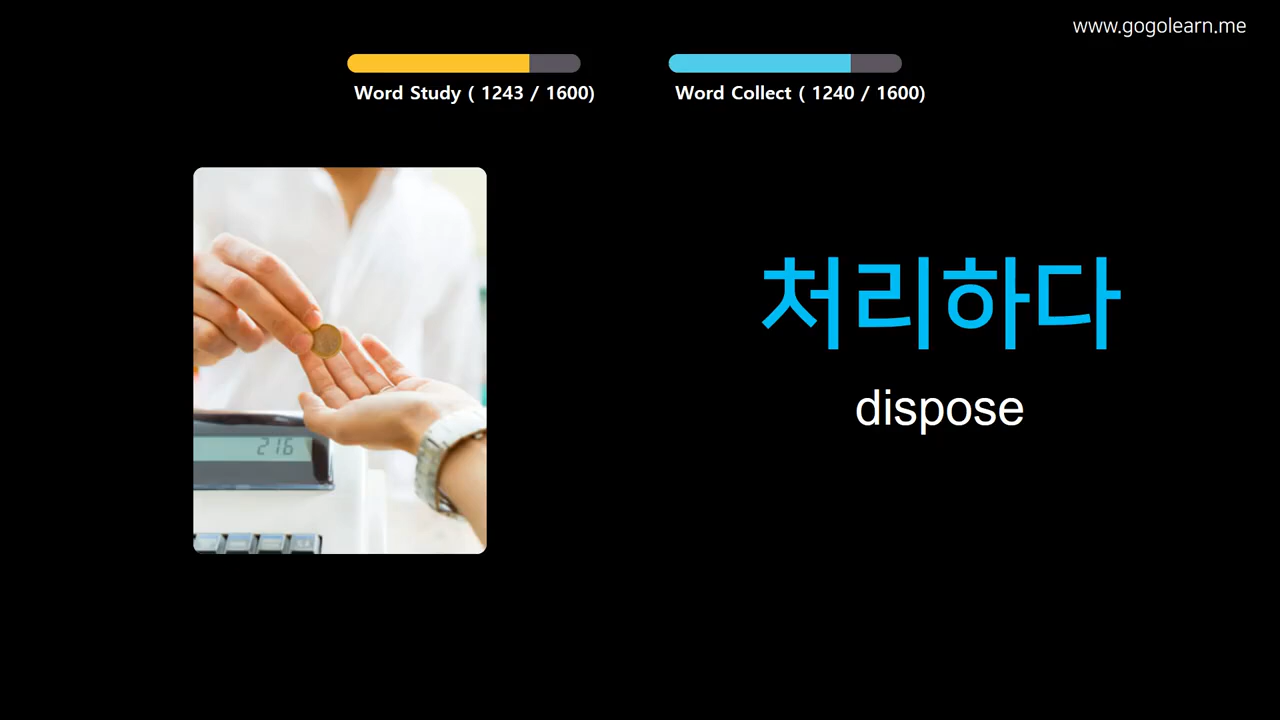 www.gogolearn.me
Word Study ( 1243 / 1600)
Word Collect ( 1240 / 1600)
처리하다
dispose
216